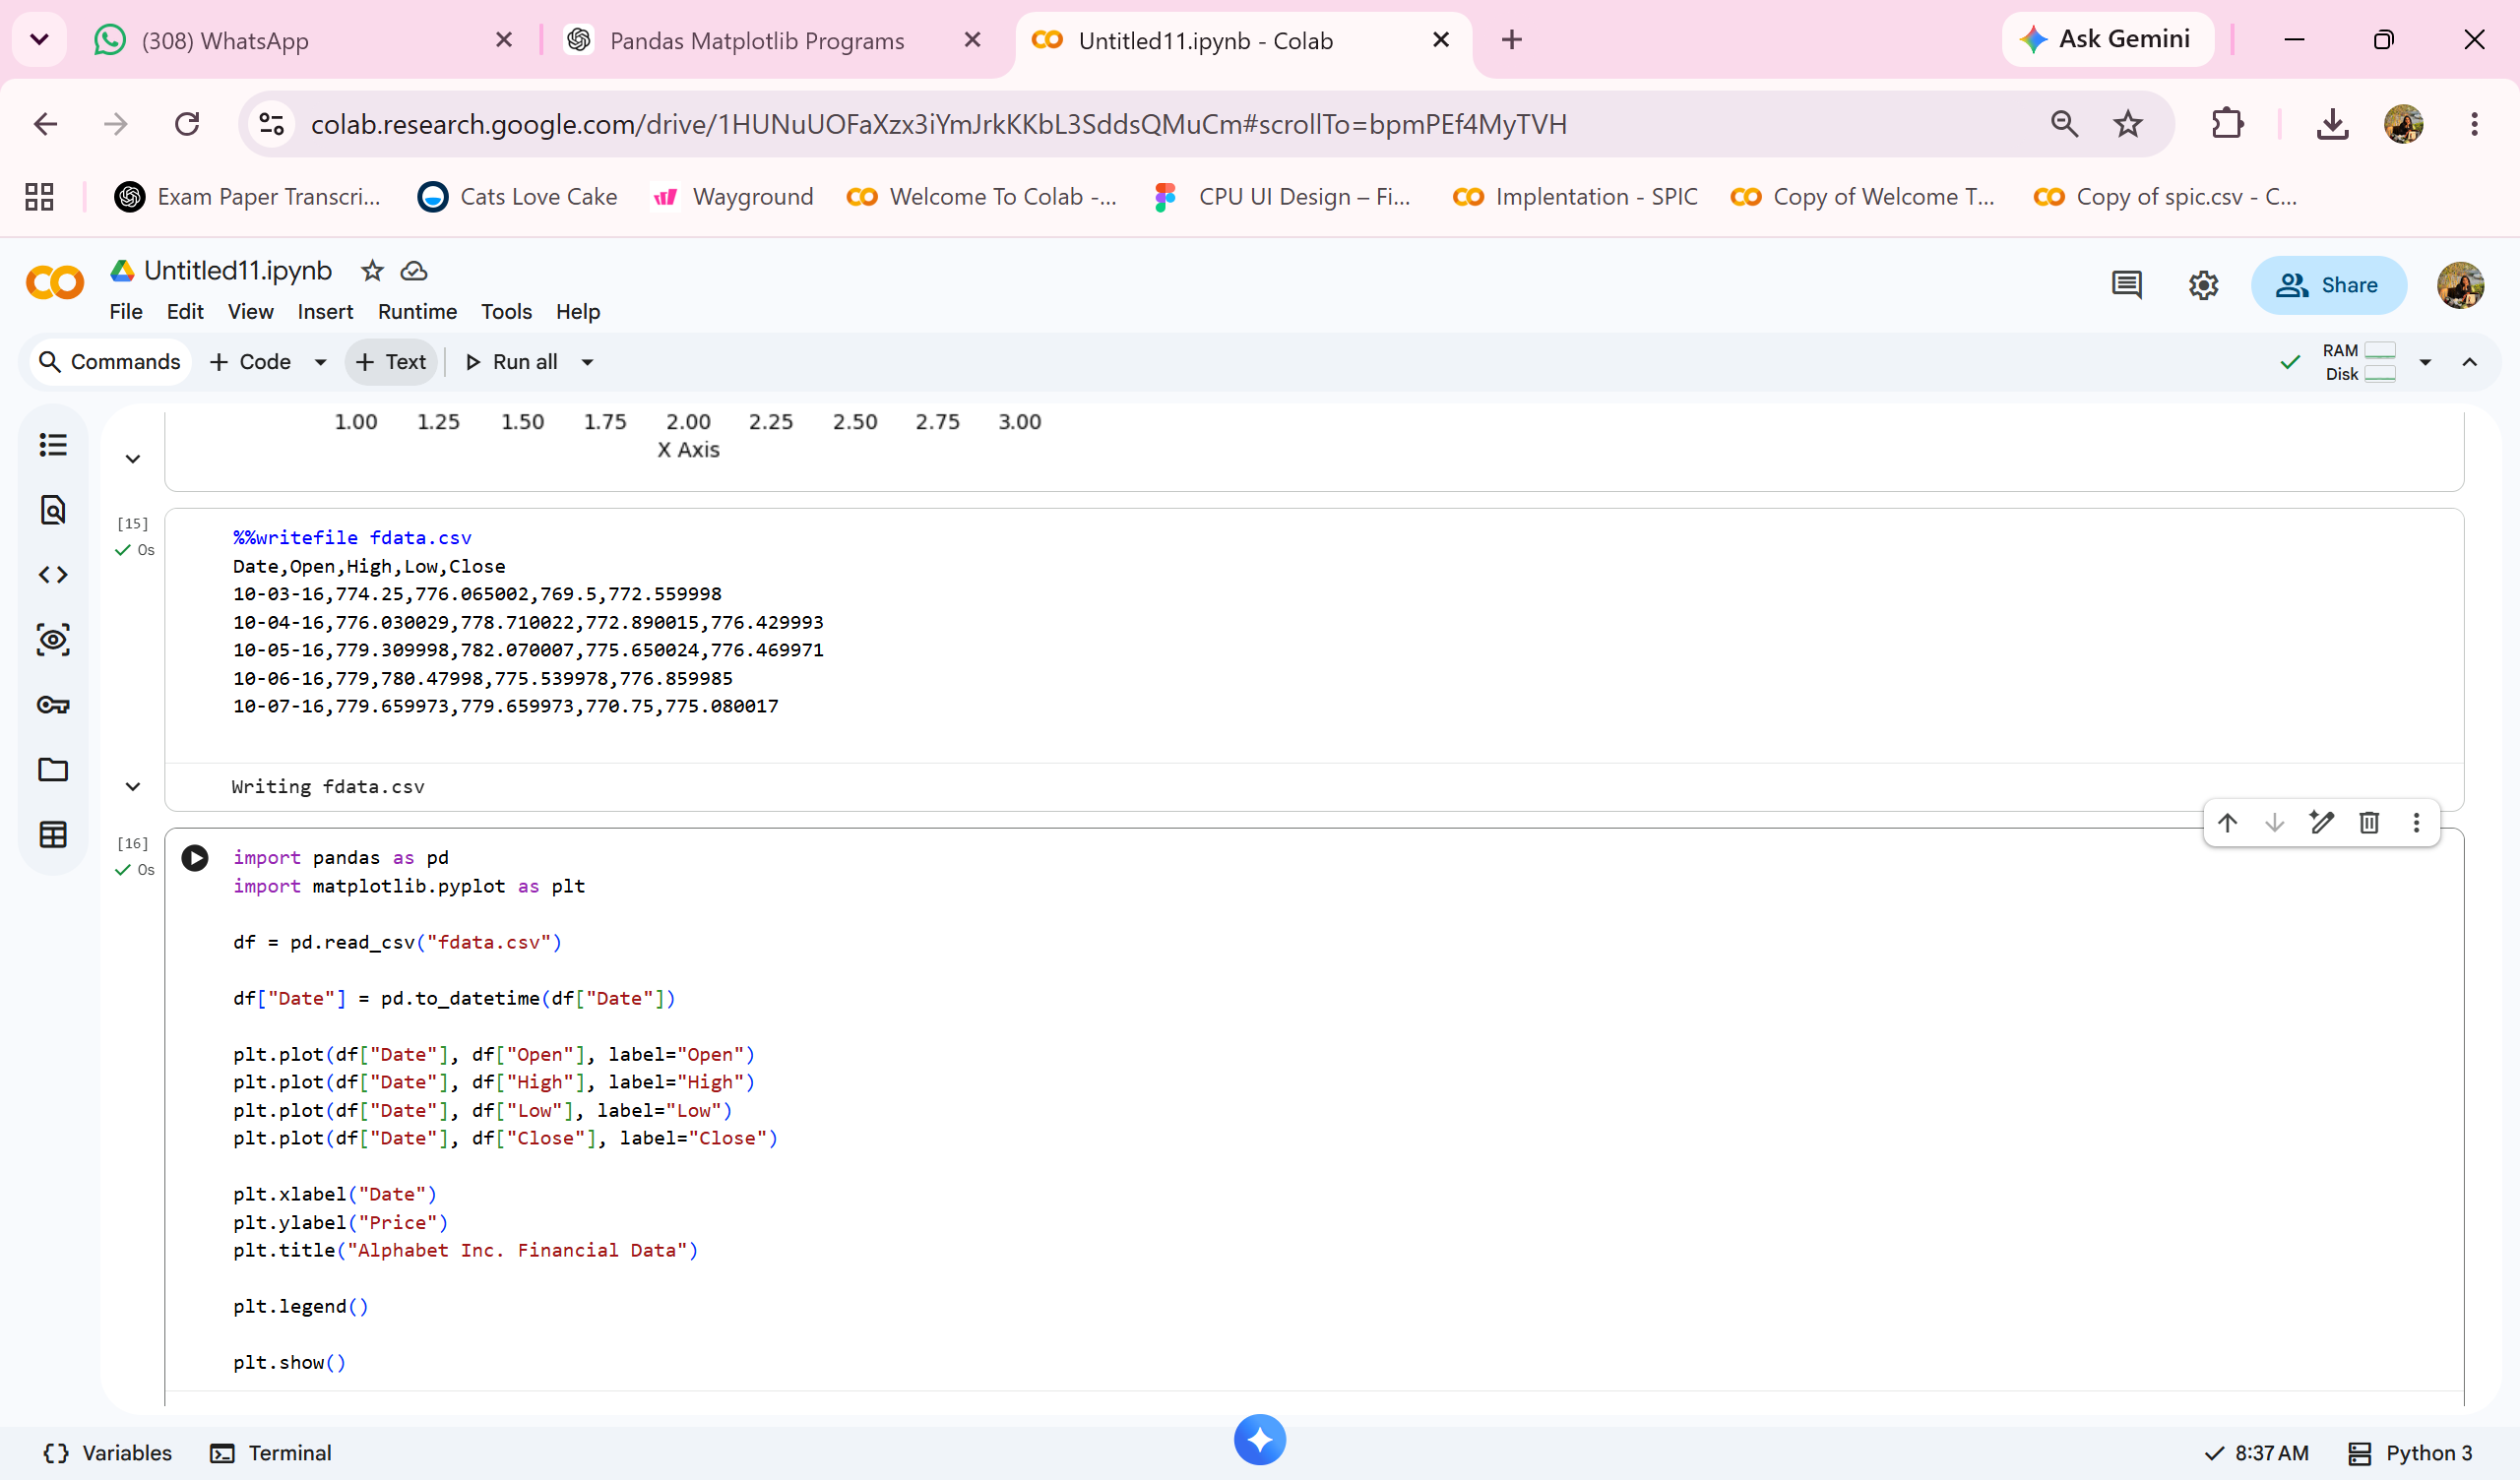 (308) WhatsApp
Pandas Matplotlib Programs
Untitled11.ipynb - Colab
Ask Gemini
colab.research.google.com/drive/1HUNuUOFaXzx3iYmJrkKKbL3SddsQMuCm#scrollTo=bpmPEf4MyTVH
Exam Paper Transcri...
Cats Love Cake
Wayground
Welcome To Colab -...
CPU UI Design – Fi...
Implentation - SPIC
Copy of Welcome T...
Copy of spic.csv - C...
Untitled11.ipynb
File Edit View Insert Runtime Tools Help
Share
Commands + Code + Text Run all
RAM
Disk
1.00 1.25 1.50 1.75 2.00 2.25 2.50 2.75 3.00
X Axis
[15]
0s
%%writefile fdata.csv
Date,Open,High,Low,Close
10-03-16,774.25,776.065002,769.5,772.559998
10-04-16,776.030029,778.710022,772.890015,776.429993
10-05-16,779.309998,782.070007,775.650024,776.469971
10-06-16,779,780.47998,775.539978,776.859985
10-07-16,779.659973,779.659973,770.75,775.080017
Writing fdata.csv
[16]
0s
import pandas as pd
import matplotlib.pyplot as plt
df = pd.read_csv("fdata.csv")
df["Date"] = pd.to_datetime(df["Date"])
plt.plot(df["Date"], df["Open"], label="Open")
plt.plot(df["Date"], df["High"], label="High")
plt.plot(df["Date"], df["Low"], label="Low")
plt.plot(df["Date"], df["Close"], label="Close")
plt.xlabel("Date")
plt.ylabel("Price")
plt.title("Alphabet Inc. Financial Data")
plt.legend()
plt.show()
Variables
Terminal
8:37 AM
Python 3